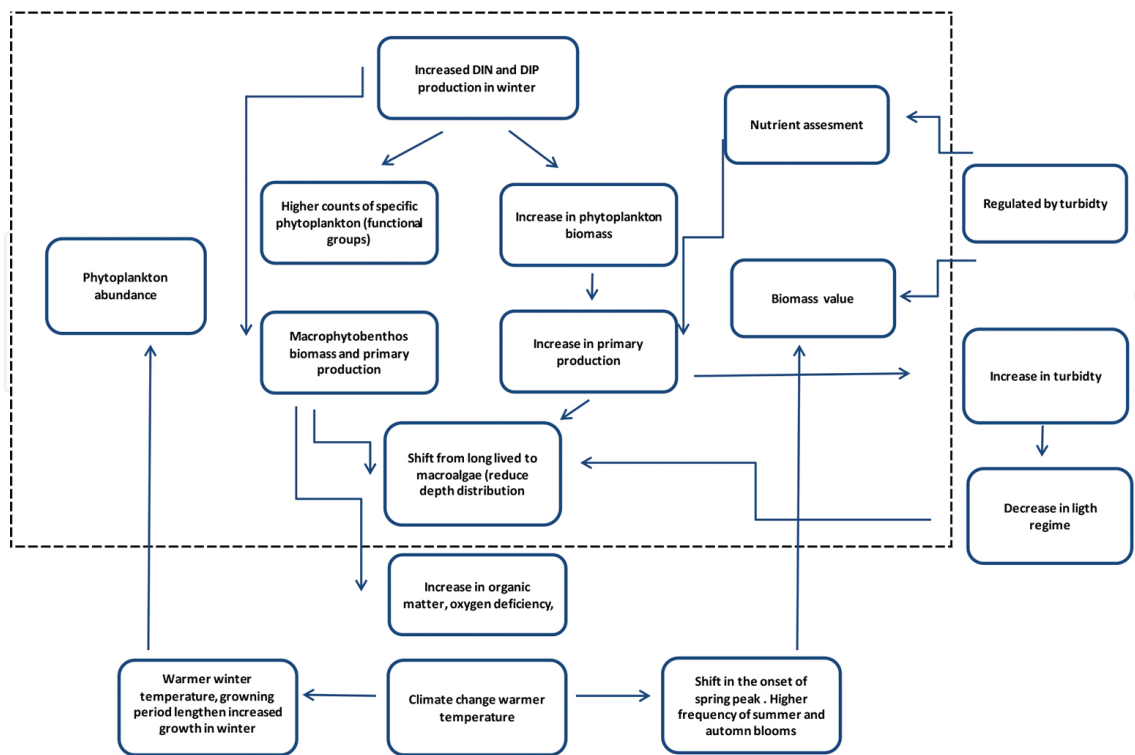 Increased DIN and DIP
production in winter
Nutrient assesment
Higher counts of specific
phytoplankton (functional
groups)
Increase in phytoplankton
biomass
Regulated by turbidty
Phytoplankton
abundance
Biomass value
Macrophytobenthos
biomass and primary
production
Increase in primary
production
Increase in turbidty
Shift from long lived to
macroalgae (reduce
depth distribution
Decrease in ligth
regime
Increase in organic
matter, oxygen deficiency,
Warmer winter
temperature, growning
period lengthen increased
growth in winter
Climate change warmer
temperature
Shift in the onset of
spring peak . Higher
frequency of summer and
automn blooms